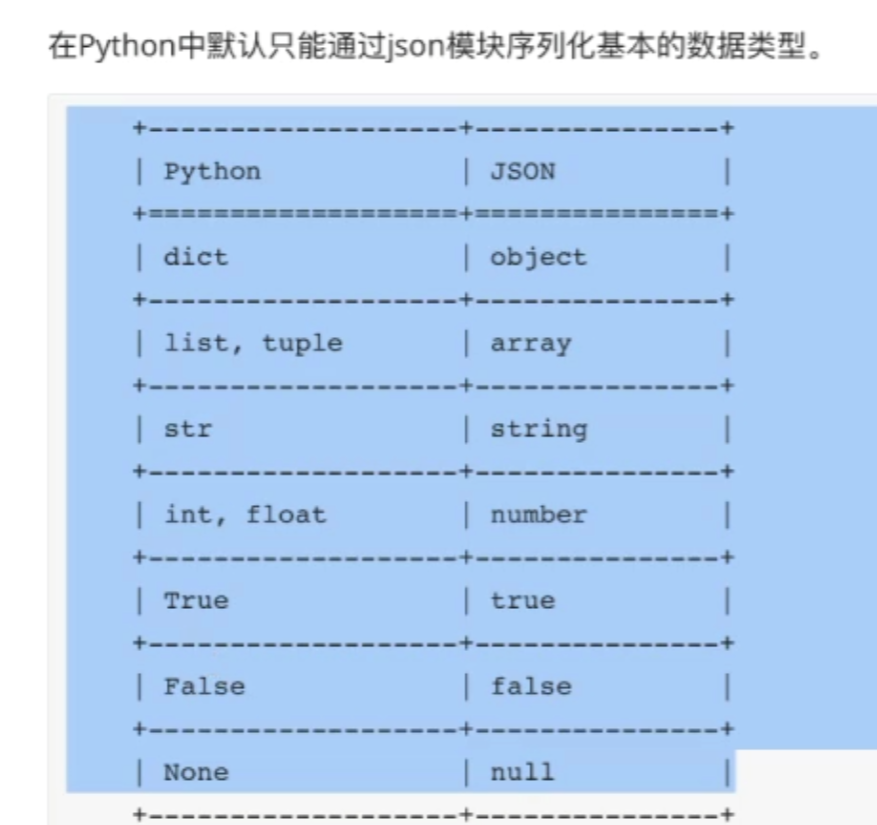 在Python中默认只能通过json模块序列化基本的数据类型。
+-------------------+---------------+
| Python            | JSON          |
+===================+===============+
| dict              | object        |
+-------------------+---------------+
| list, tuple       | array         |
+-------------------+---------------+
| str               | string        |
+-------------------+---------------+
| int, float        | number        |
+-------------------+---------------+
| True              | true          |
+-------------------+---------------+
| False             | false         |
+-------------------+---------------+
| None              | null          |
+-------------------+---------------+